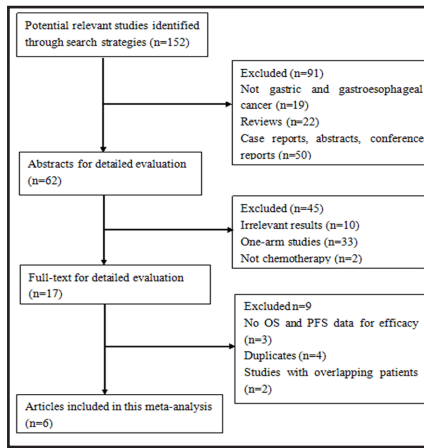 Potential relevant studies identified
through search strategies (n=152)
Excluded (n=91)
Not gastric and gastroesophageal
cancer (n=19)
Reviews (n=22)
Case reports, abstracts, conference
reports (n=50)
Abstracts for detailed evaluation
(n=62)
Excluded (n=45)
Irrelevant results (n=10)
One-arm studies (n=33)
Not chemotherapy (n=2)
Full-text for detailed evaluation
(n=17)
Excluded n=9
No OS and PFS data for efficacy
(n=3)
Duplicates (n=4)
Studies with overlapping patients
(n=2)
Articles included in this meta-analysis
(n=6)